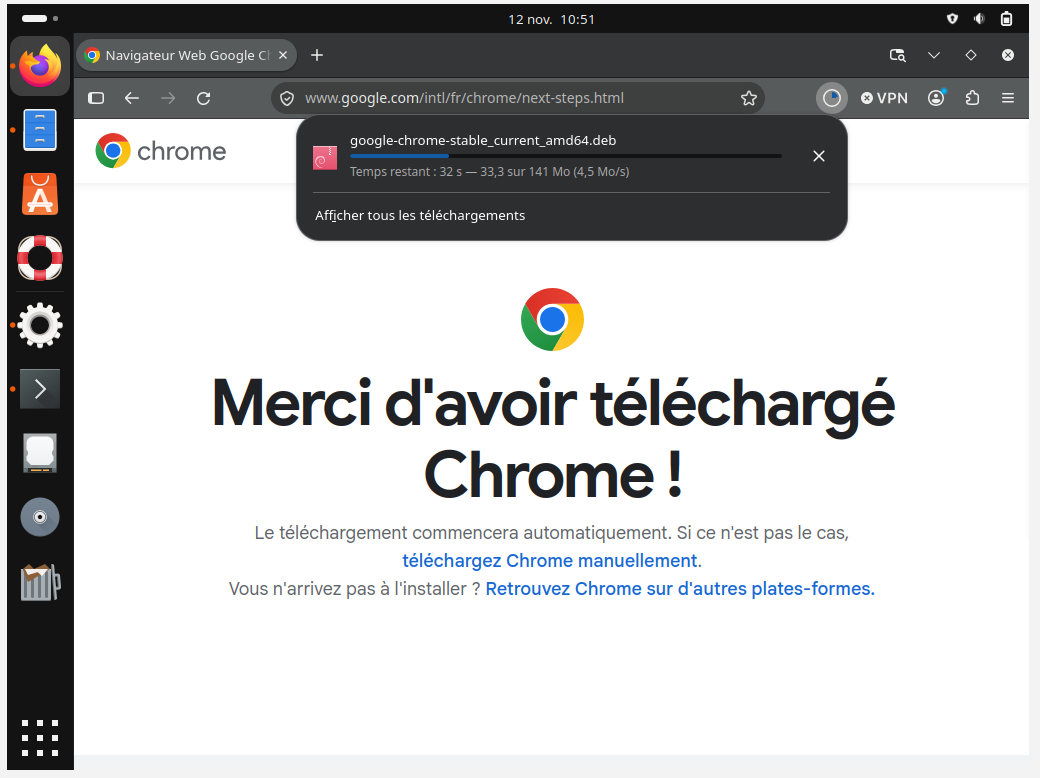 12 nov. 10:51
Navigateur Web Google Ch
www.google.com/intl/fr/chrome/next-steps.html
VPN
google-chrome-stable_current_amd64.deb
Temps restant : 32 s — 33,3 sur 141 Mo (4,5 Mo/s)
Afficher tous les téléchargements
chrome
Merci d'avoir téléchargé
Chrome !
Le téléchargement commencera automatiquement. Si ce n'est pas le cas,
téléchargez Chrome manuellement.
Vous n'arrivez pas à l'installer ? Retrouvez Chrome sur d'autres plates-formes.